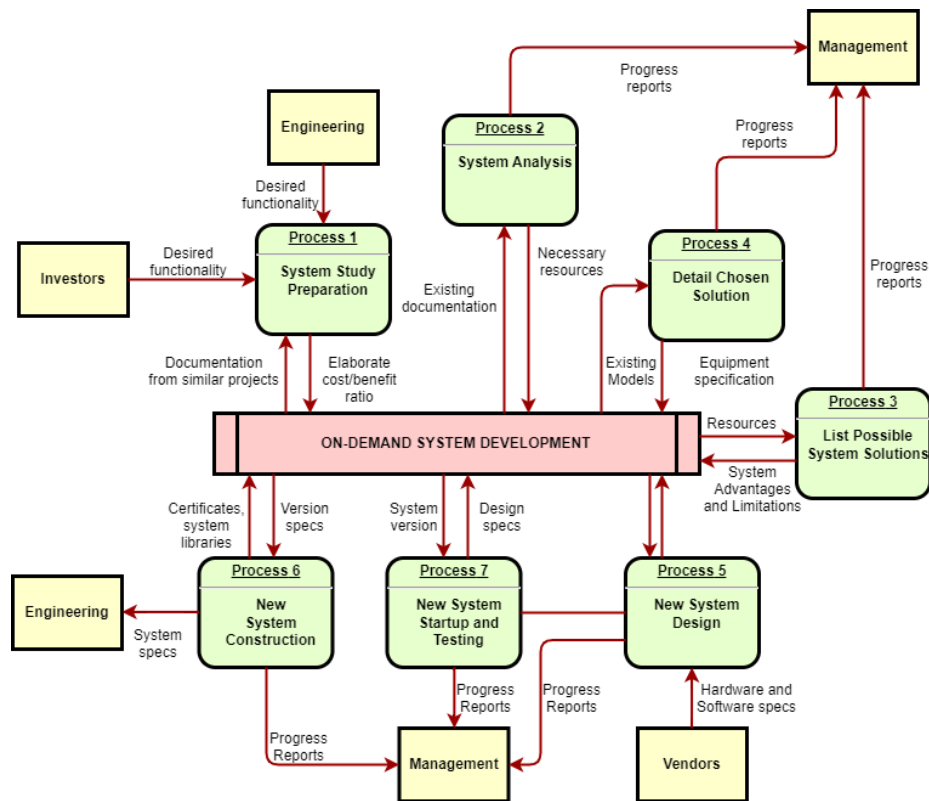 Management
Progress
reports
Engineering
Process 2
System Analysis
Progress
reports
Desired
functionality
Process 1
System Study
Preparation
Investors
Desired
functionality
Process 4
Detail Chosen
Solution
Necessary
resources
Existing
documentation
Progress
reports
Documentation
from similar projects
Elaborate
cost/benefit
ratio
Existing
Models
Equipment
specification
Process 3
List Possible
System Solutions
Resources
ON-DEMAND SYSTEM DEVELOPMENT
System
Advantages
and Limitations
Certificates,
system
libraries
Version
specs
System
version
Design
specs
Process 6
New
System
Construction
Process 7
New System
Startup and
Testing
Process 5
New System
Design
Engineering
System
specs
Progress
Reports
Progress
Reports
Hardware and
Software specs
Progress
Reports
Management
Vendors